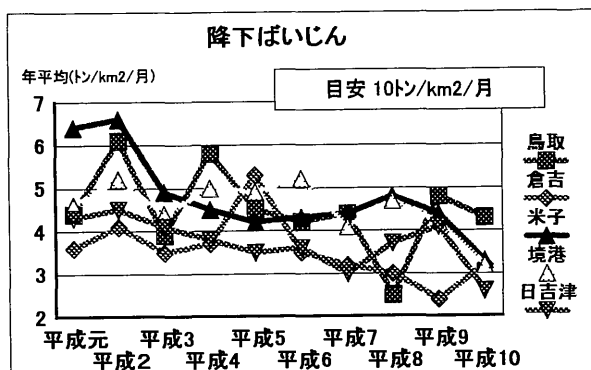 降下ばいじん
年平均(トン/km2/月)
目安 10トン/km2/月
7
6
5
4
3
2
平成元 平成3 平成5 平成7 平成9
平成2 平成4 平成6 平成8 平成10
鳥取
倉吉
米子
境港
日吉津